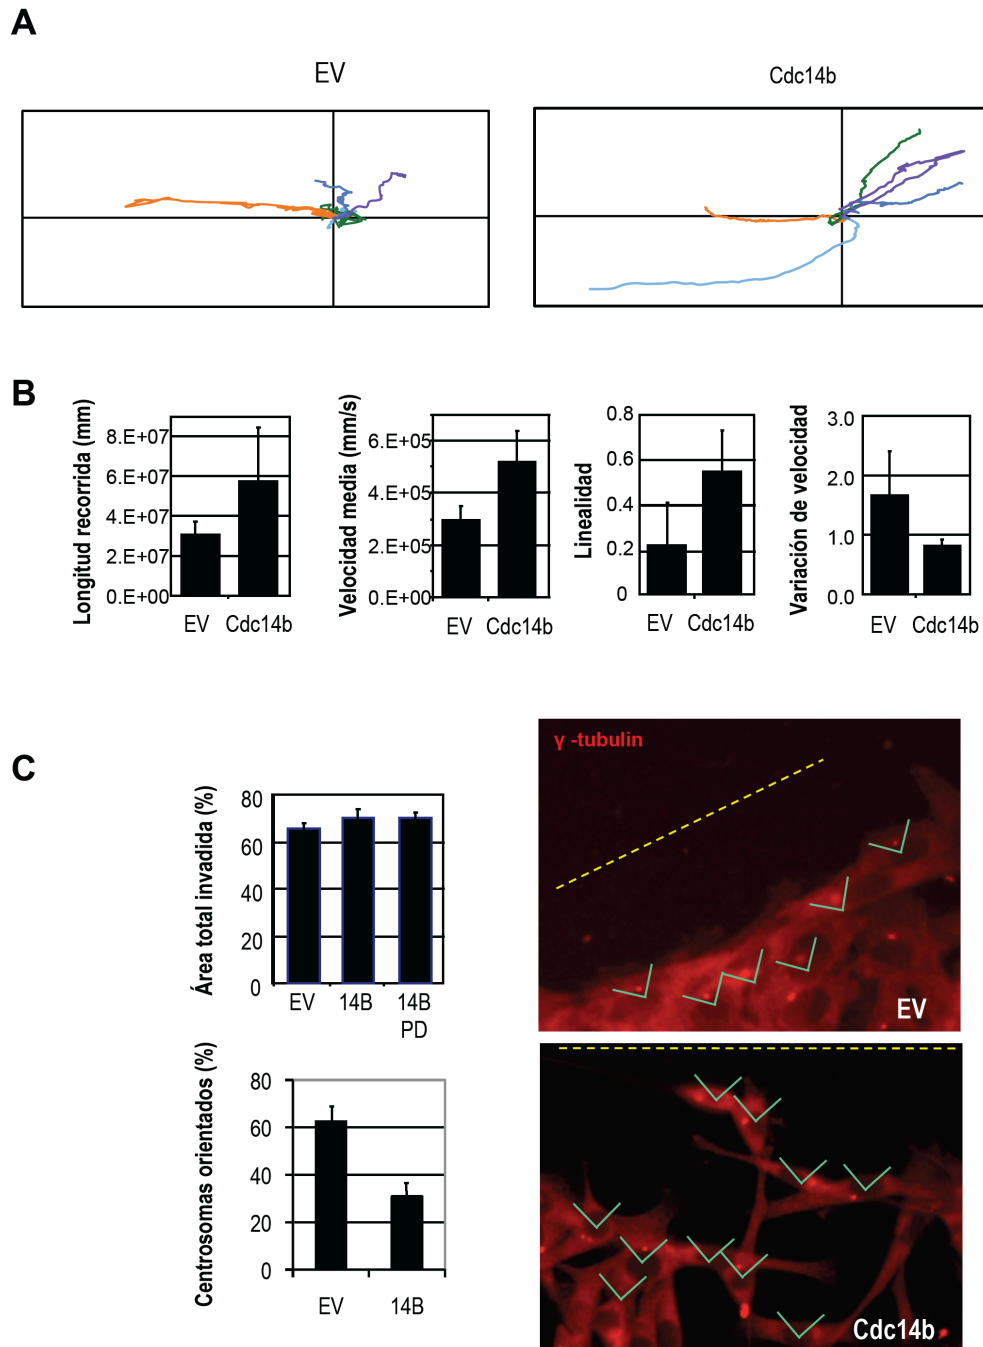 A
EV
Cdc14b
B
Longitud recorrida (mm)
8.E+07
6.E+07
4.E+07
2.E+07
0.E+00
EV Cdc14b
Velocidad media (mm/s)
6.E+05
4.E+05
2.E+05
0.E+00
EV Cdc14b
Linealidad
0.8
0.6
0.4
0.2
0
EV Cdc14b
Variación de velocidad
3.0
2.0
1.0
0.0
EV Cdc14b
C
Área total invadida (%)
80
60
40
20
0
EV 14B 14B
PD
γ -tubulin
EV
Centrosomas orientados (%)
80
60
40
20
0
EV 14B
Cdc14b